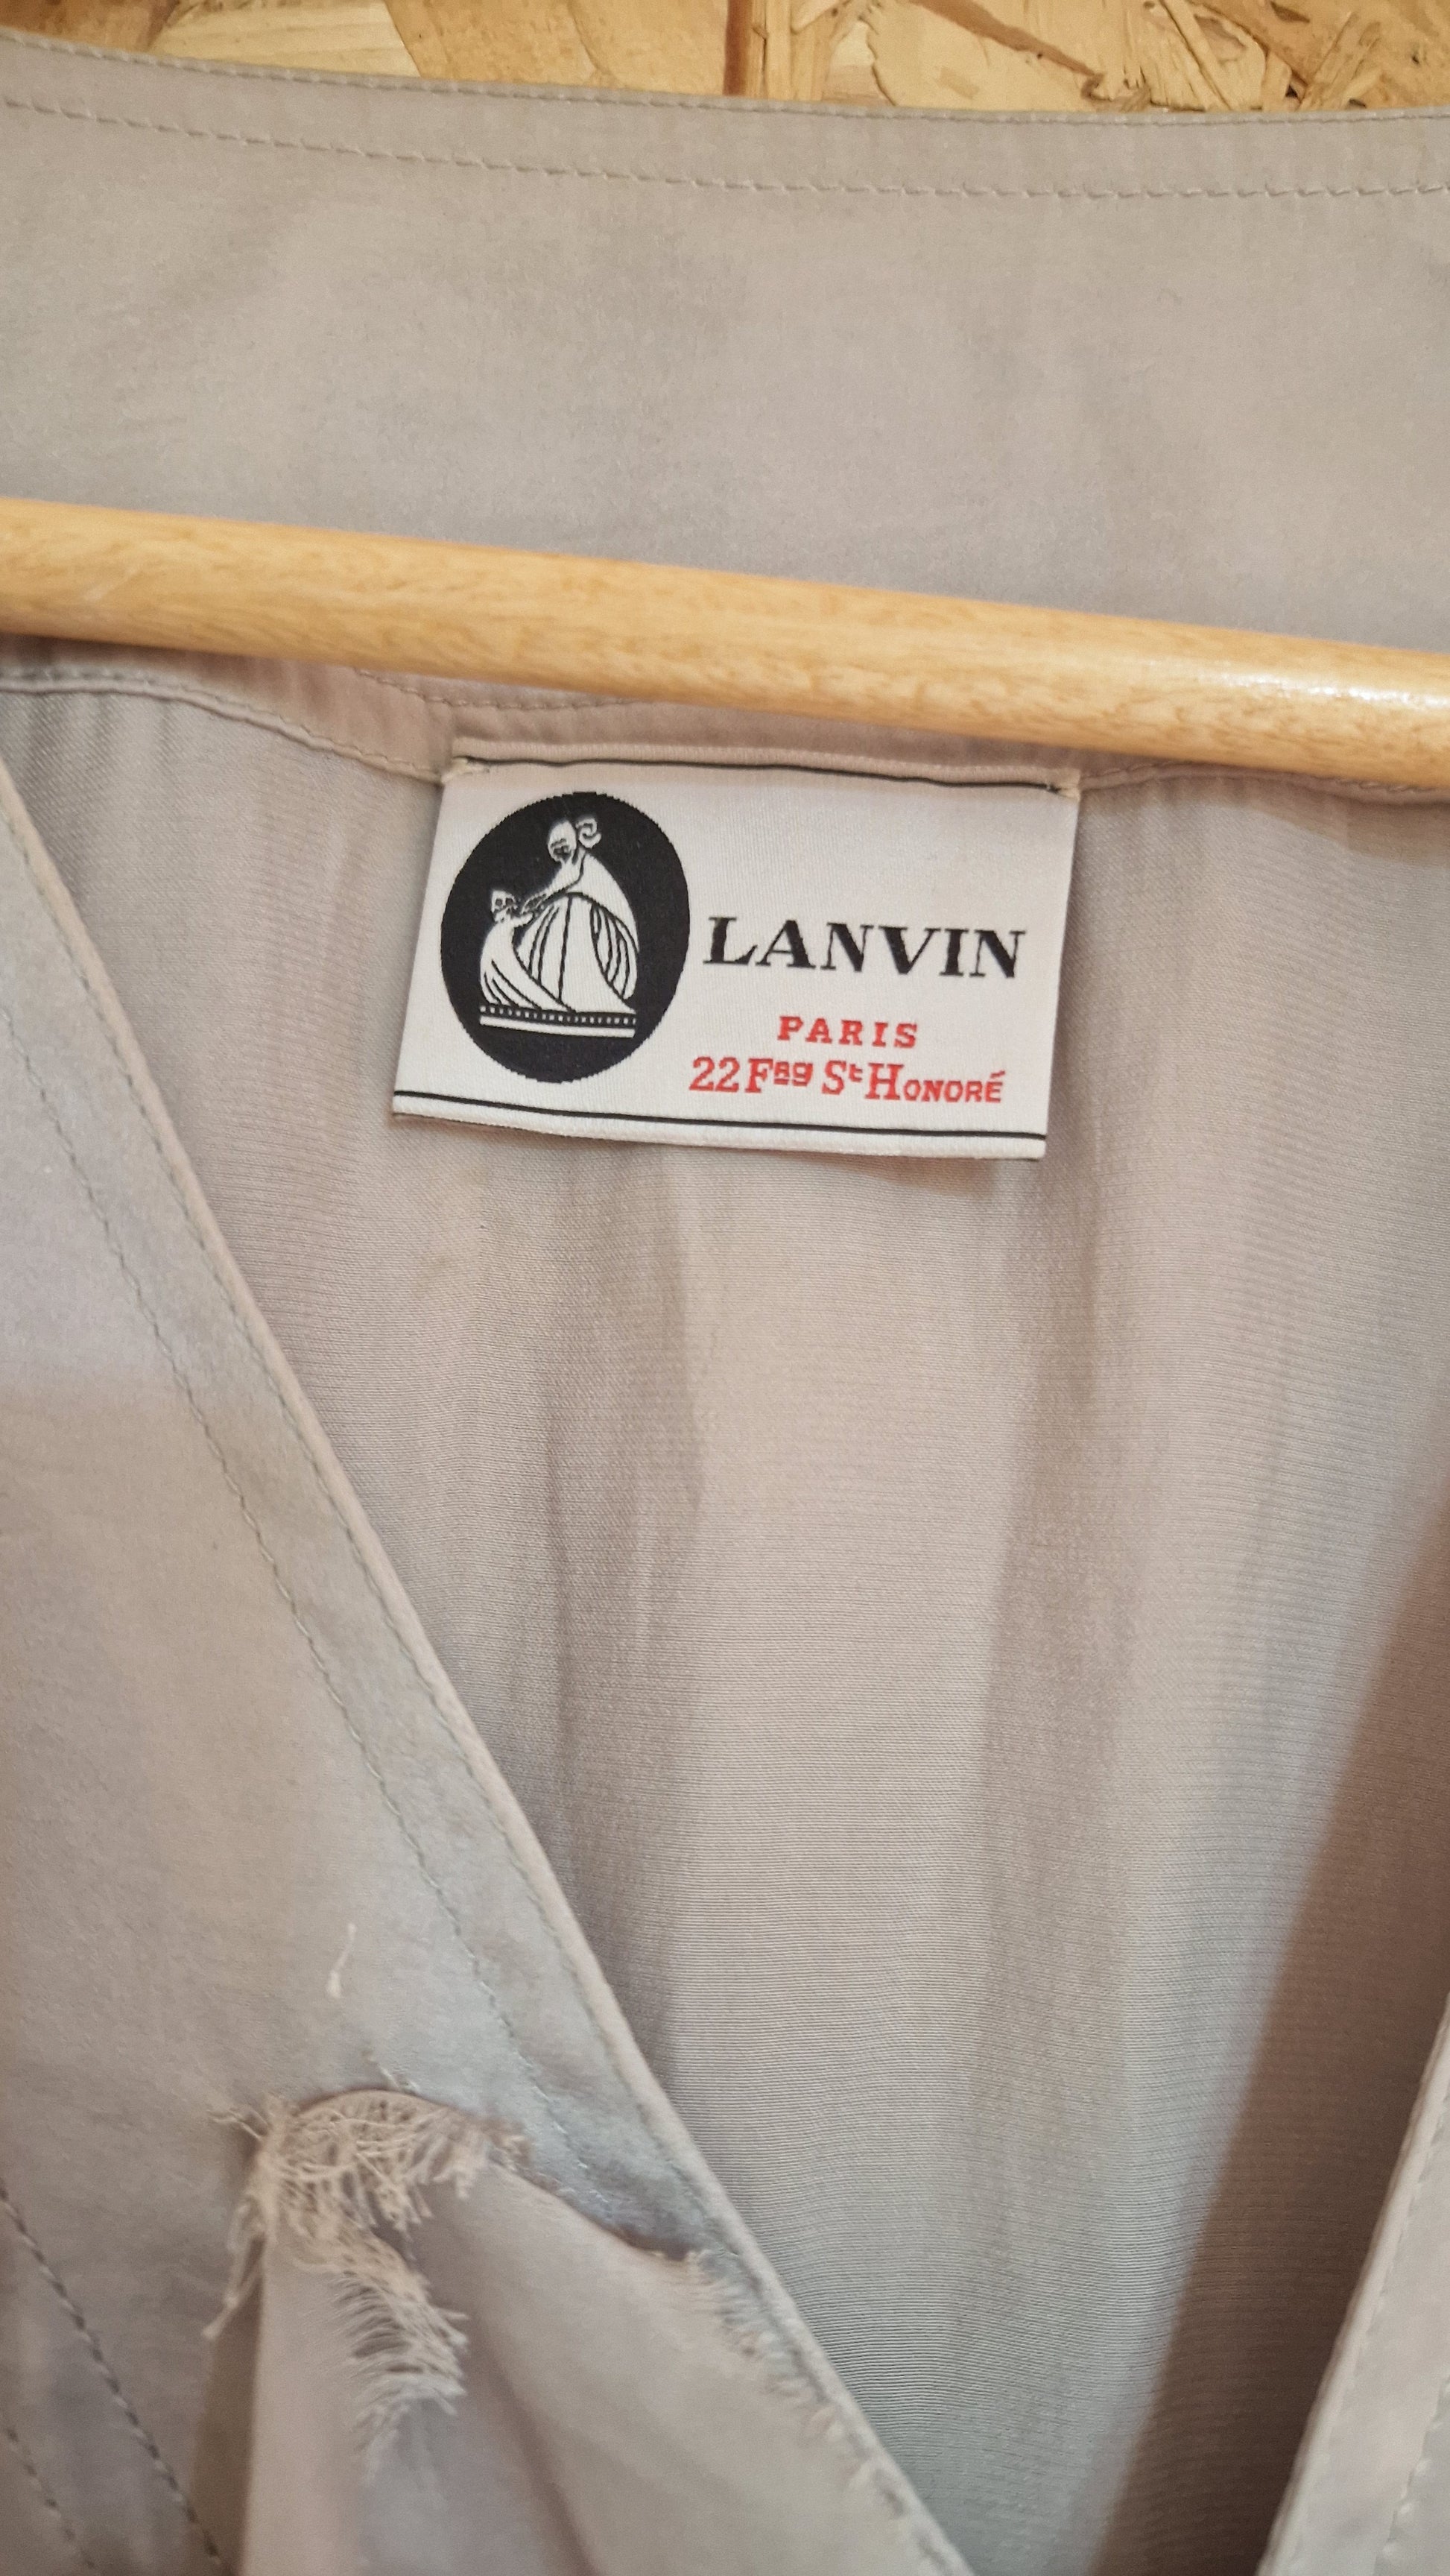 LANVIN
PARIS
22 Fbg St HONORÉ